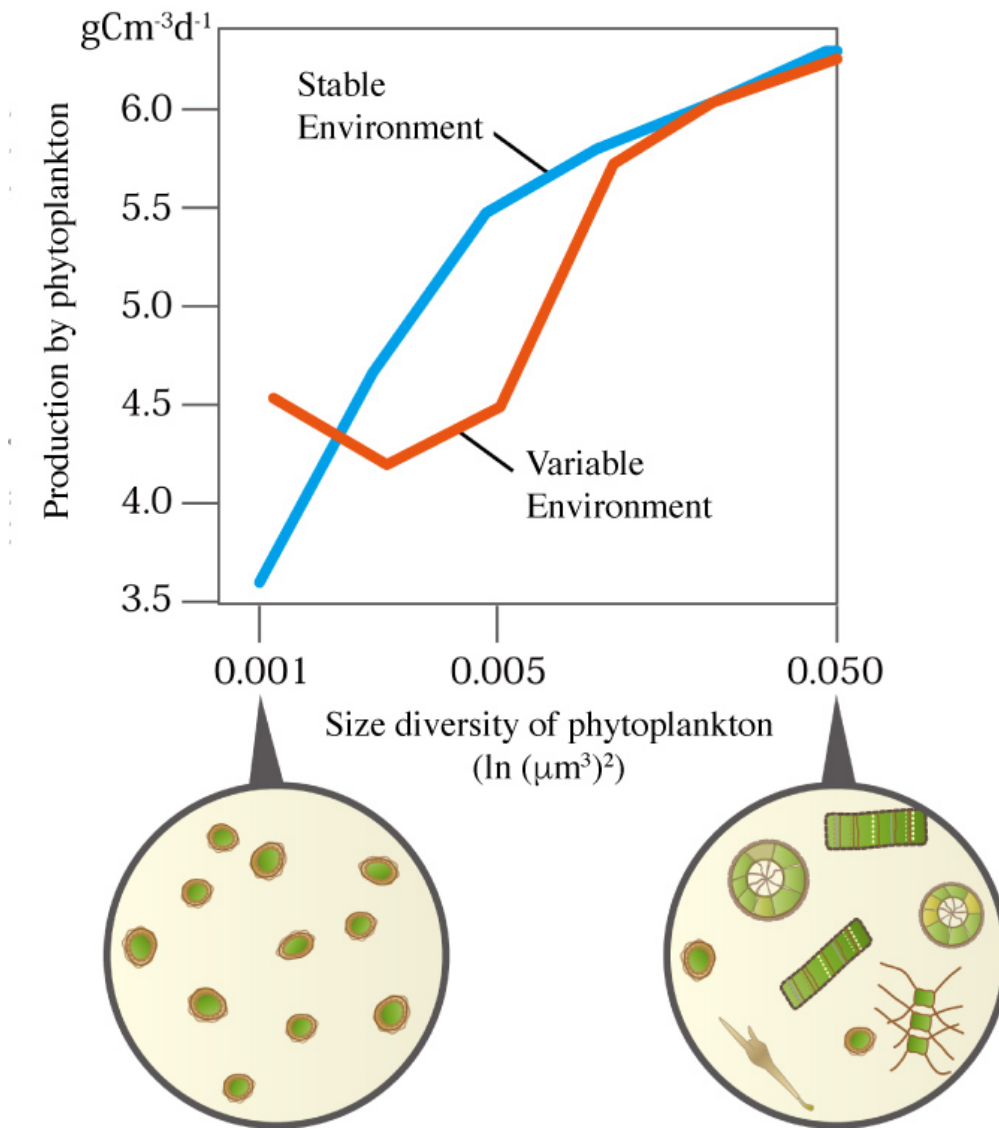 gCm⁻³d⁻¹
Production by phytoplankton
6.0
5.5
5.0
4.5
4.0
3.5
Stable
Environment
Variable
Environment
0.001
0.005
0.050
Size diversity of phytoplankton
(ln (μm³)²)